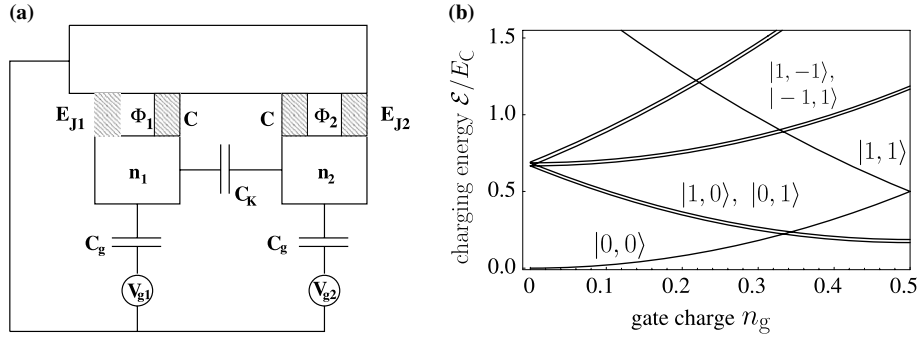 (a)
E_J1 Φ_1 C C Φ_2 E_J2
n_1 n_2
C_K
C_g C_g
V_g1 V_g2
(b)
charging energy ℰ/E_C
1.5
1.0
0.5
0.0
|1,−1⟩,
|−1,1⟩
|1,1⟩
|1,0⟩, |0,1⟩
|0,0⟩
0 0.1 0.2 0.3 0.4 0.5
gate charge n_g